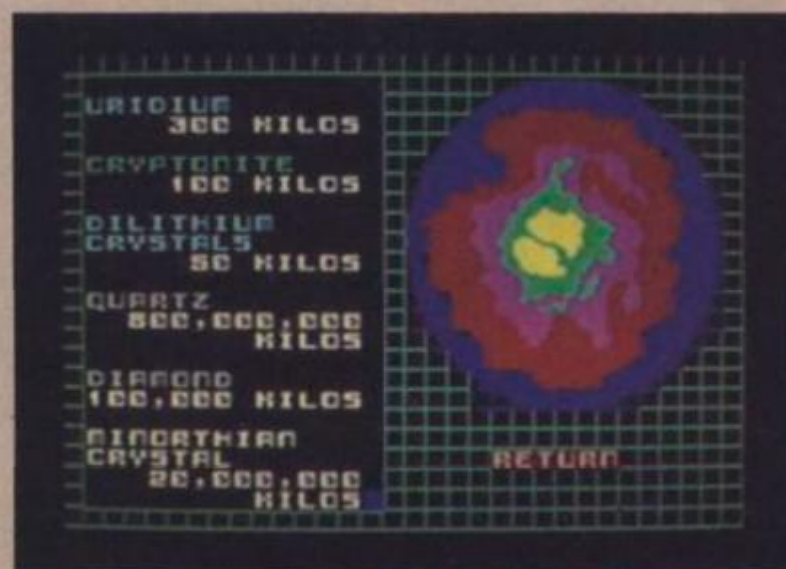 URIDIUM
300 KILOS
CRYPTONITE
100 KILOS
DILITHIUM
CRYSTALS
50 KILOS
QUARTZ
800,000,000
KILOS
DIAMOND
100,000 KILOS
MINORTHIAN
CRYSTAL
20,000,000
KILOS
RETURN